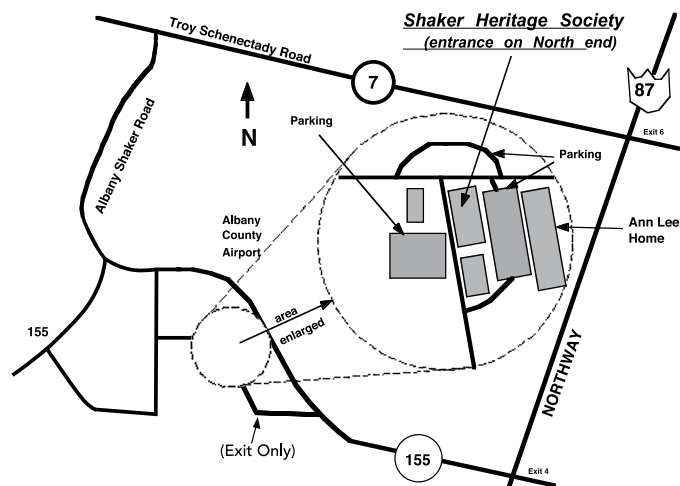 Troy Schenectady Road
Shaker Heritage Society
(entrance on North end)
7
87
N
Exit 6
Parking
Parking
Albany Shaker Road
Albany
County
Airport
Ann Lee
Home
area
enlarged
155
NORTHWAY
(Exit Only)
155
Exit 4